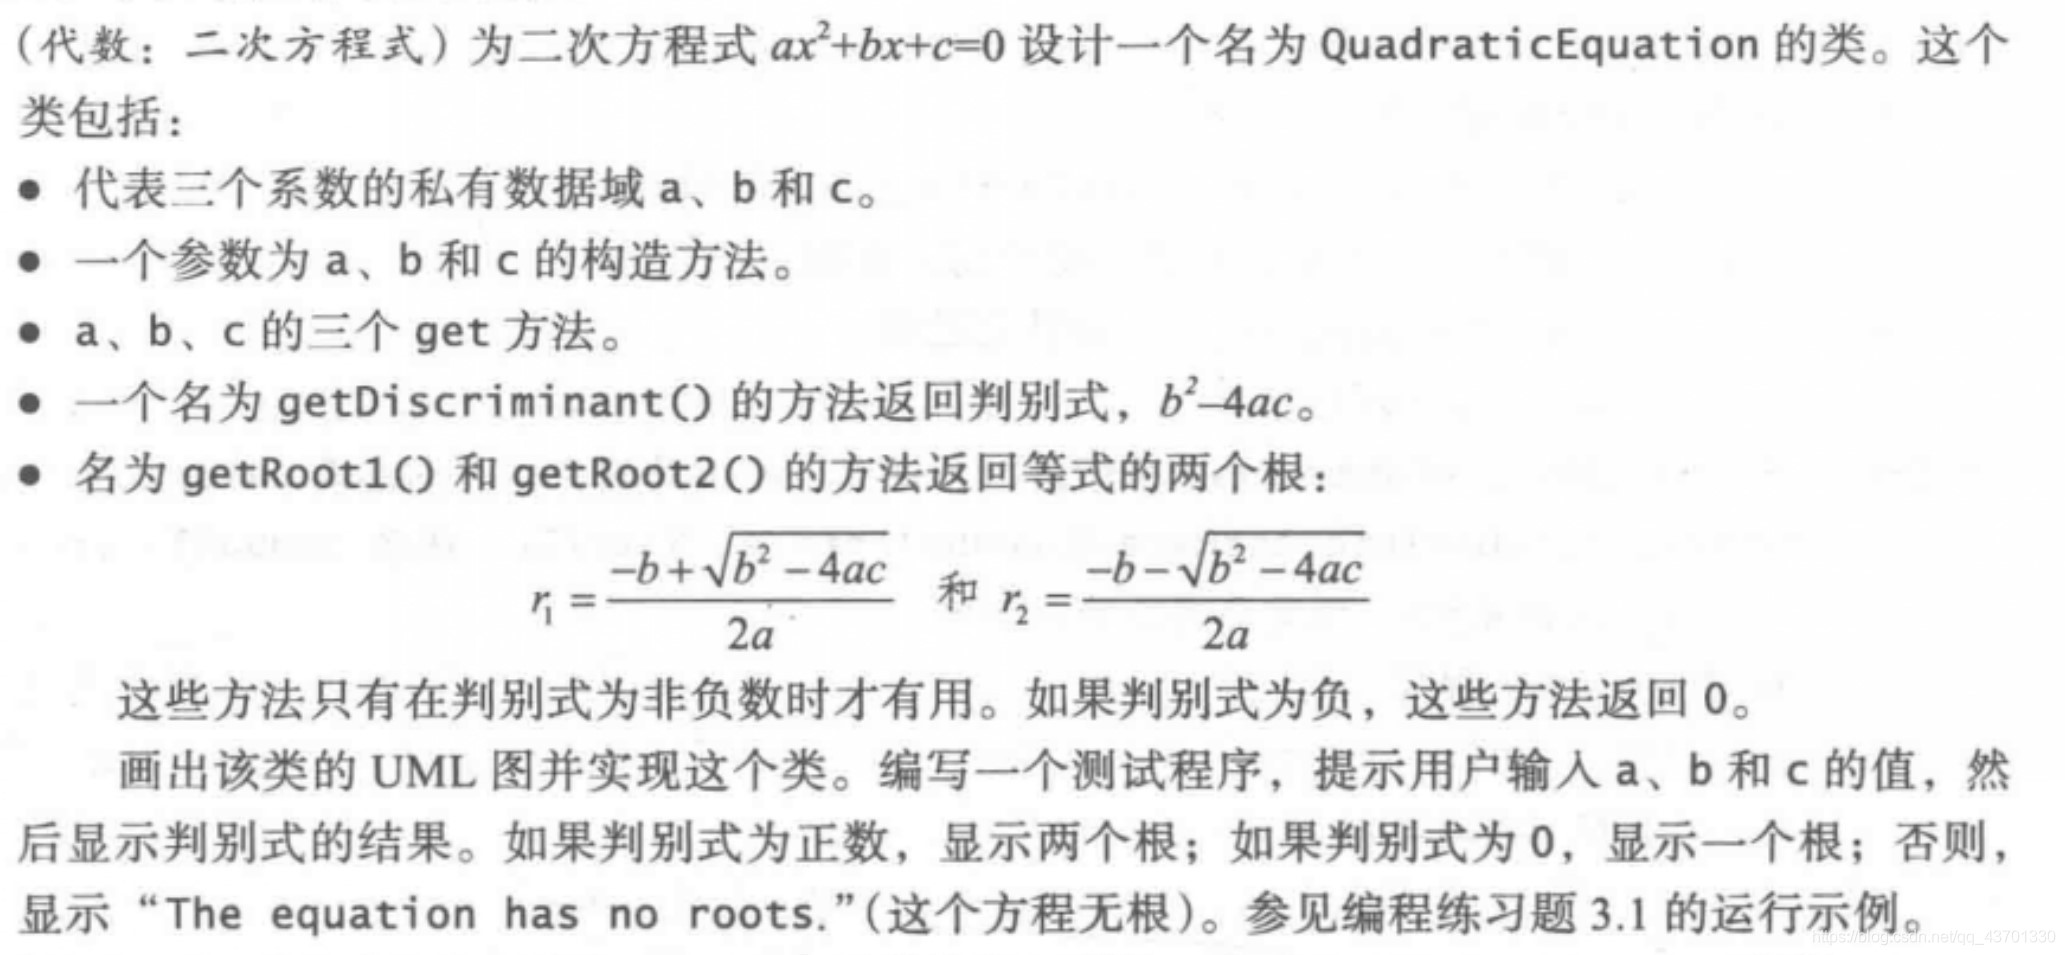 (代数：二次方程式) 为二次方程式 ax²+bx+c=0 设计一个名为 QuadraticEquation 的类。这个
类包括：
● 代表三个系数的私有数据域 a、b 和 c。
● 一个参数为 a、b 和 c 的构造方法。
● a、b、c 的三个 get 方法。
● 一个名为 getDiscriminant() 的方法返回判别式，b²–4ac。
● 名为 getRoot1() 和 getRoot2() 的方法返回等式的两个根：
r₁ = (–b+√(b²–4ac))/(2a) 和 r₂ = (–b–√(b²–4ac))/(2a)
这些方法只有在判别式为非负数时才有用。如果判别式为负，这些方法返回 0。
画出该类的 UML 图并实现这个类。编写一个测试程序，提示用户输入 a、b 和 c 的值，然
后显示判别式的结果。如果判别式为正数，显示两个根；如果判别式为 0，显示一个根；否则，
显示“The equation has no roots.”(这个方程无根)。参见编程练习题 3.1 的运行示例。
https://blog.csdn.net/qq_43701330